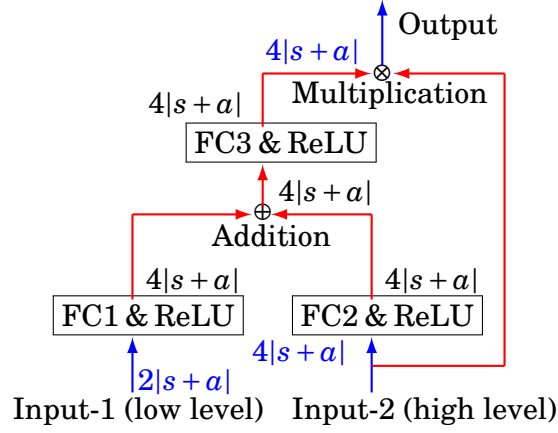 Output
4|s+a|
⊗
Multiplication
4|s+a|
FC3 & ReLU
4|s+a|
⊕
Addition
4|s+a|
4|s+a|
FC1 & ReLU
FC2 & ReLU
4|s+a|
2|s+a|
Input-1 (low level)
Input-2 (high level)